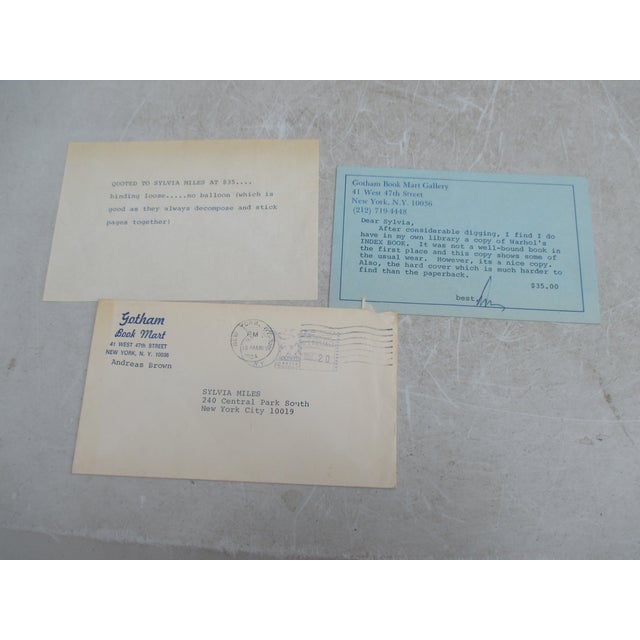 QUOTED TO SYLVIA MILES AT $35....
binding loose.....no balloon (which is
good as they always decompose and stick
pages together)
Gotham Book Mart Gallery
41 West 47th Street
New York, N.Y. 10036
(212) 719-4448
Dear Sylvia,
After considerable digging, I find I do
have in my own library a copy of Warhol's
INDEX BOOK. It was not a well-bound book in
the first place and this copy shows some of
the usual wear. However, its a nice copy.
Also, the hard cover which is much harder to
find than the paperback.
$35.00
best
Gotham
Book Mart
41 WEST 47th STREET
NEW YORK, N. Y. 10036
Andreas Brown
NEW YORK, N.Y.
PM
20
SYLVIA MILES
240 Central Park South
New York City 10019